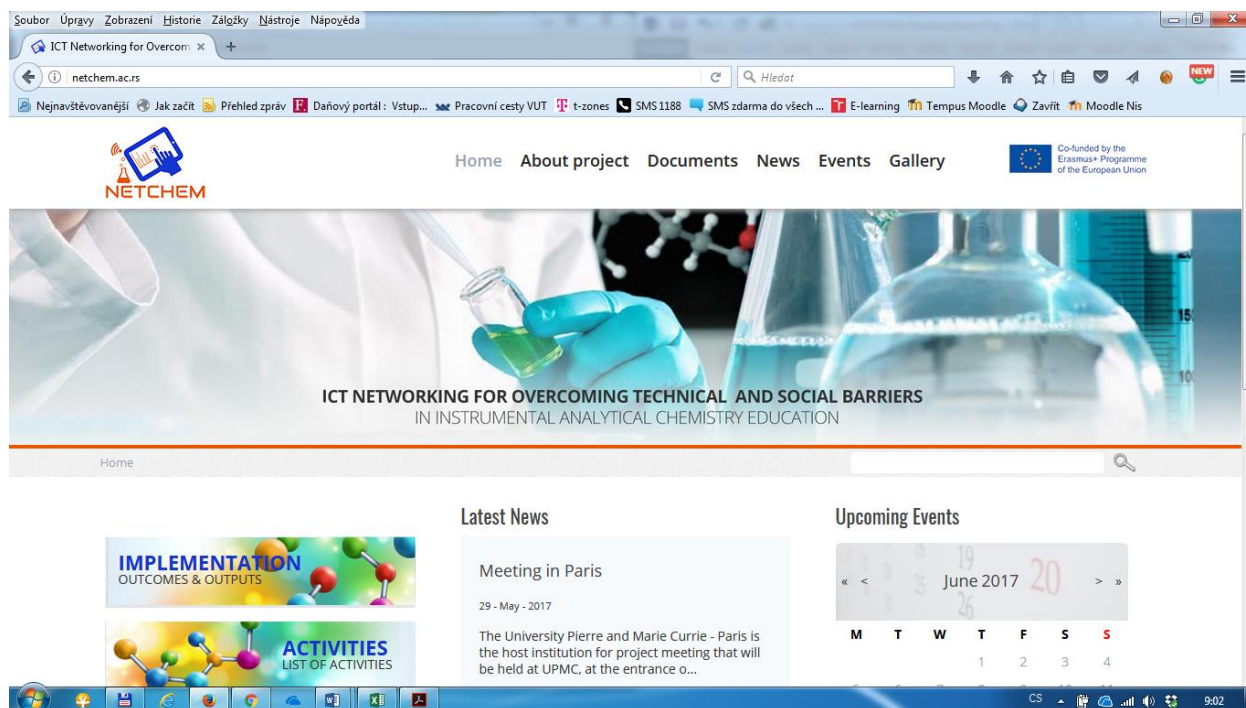 Soubor Úpravy Zobrazení Historie Záložky Nástroje Nápověda
ICT Networking for Overcom × +
netchem.ac.rs
Hledat
NEW
Nejnavštěvovanější Jak začít Přehled zpráv Daňový portál : Vstup... Pracovní cesty VUT t-zones SMS 1188 SMS zdarma do všech ... E-learning Tempus Moodle Zavřít Moodle Nis
NETCHEM
Home About project Documents News Events Gallery
Co-funded by the
Erasmus+ Programme
of the European Union
ICT NETWORKING FOR OVERCOMING TECHNICAL AND SOCIAL BARRIERS
IN INSTRUMENTAL ANALYTICAL CHEMISTRY EDUCATION
Home
IMPLEMENTATION
OUTCOMES & OUTPUTS
ACTIVITIES
LIST OF ACTIVITIES
Latest News
Meeting in Paris
29 - May - 2017
The University Pierre and Marie Currie - Paris is
the host institution for project meeting that will
be held at UPMC, at the entrance o...
Upcoming Events
« < June 2017 > »
19
20
26
M T W T F S S
1 2 3 4
CS 9:02